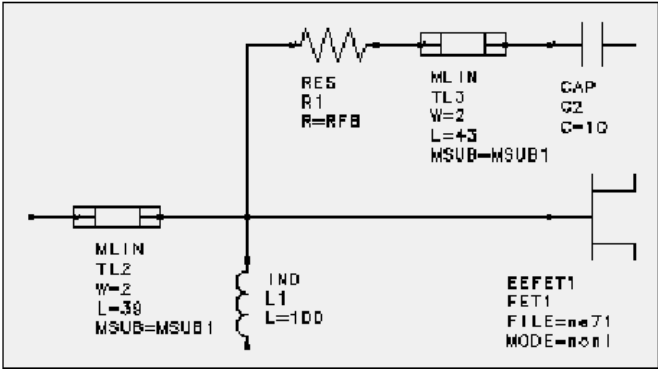 RES
R1
R=RFB
MLIN
TL3
W=2
L=43
MSUB=MSUB1
CAP
C2
C=10
MLIN
TL2
W=2
L=39
MSUB=MSUB1
IND
L1
L=100
EEFET1
FET1
FILE=ne71
MODE=nonl